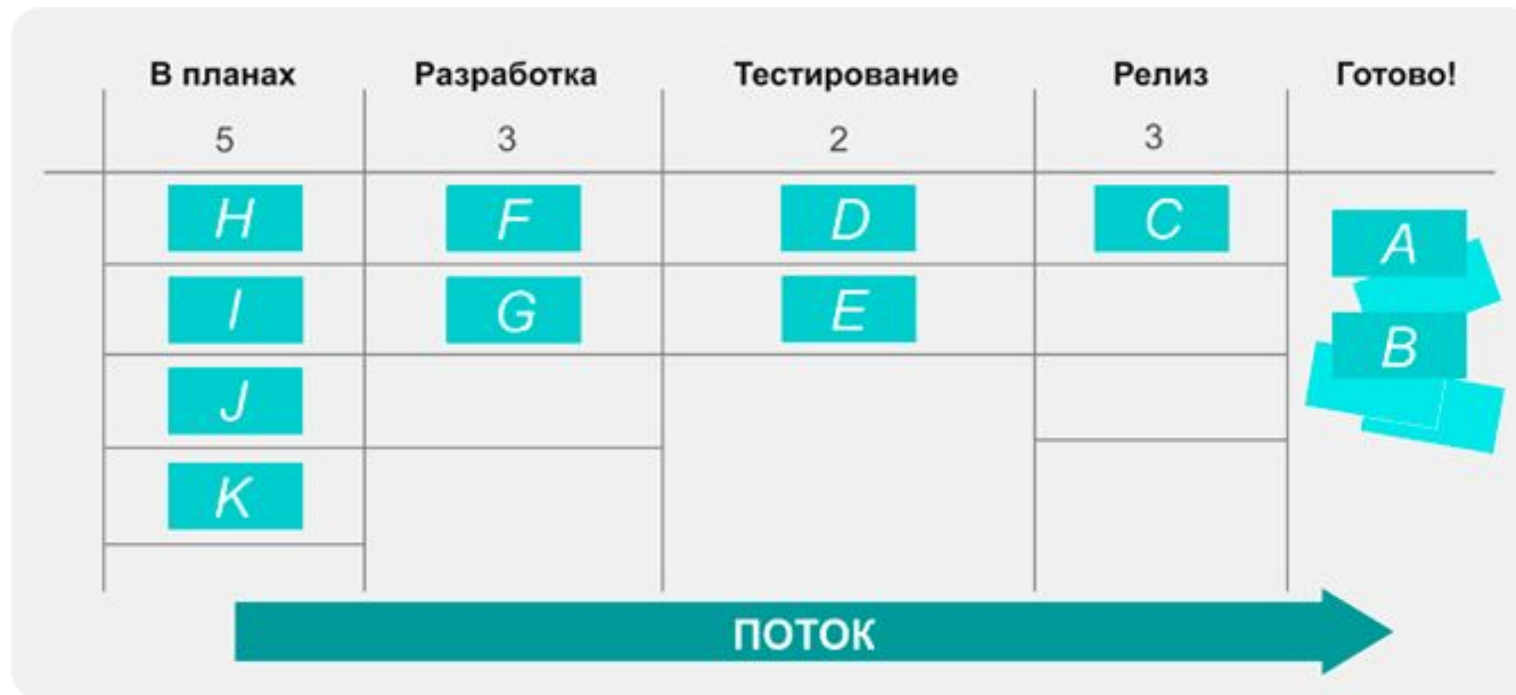 В планах Разработка Тестирование Релиз Готово!
5 3 2 3
H F D C A
I G E B
J
K
ПОТОК